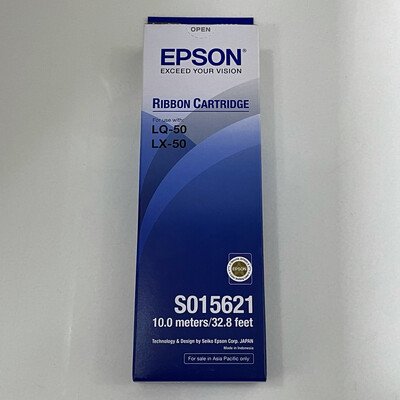 OPEN
EPSON
EXCEED YOUR VISION
RIBBON CARTRIDGE
For use with:
LQ-50
LX-50
EPSON
S015621
10.0 meters/32.8 feet
Technology & Design by Seiko Epson Corp. JAPAN
Made in Indonesia
For sale in Asia Pacific only